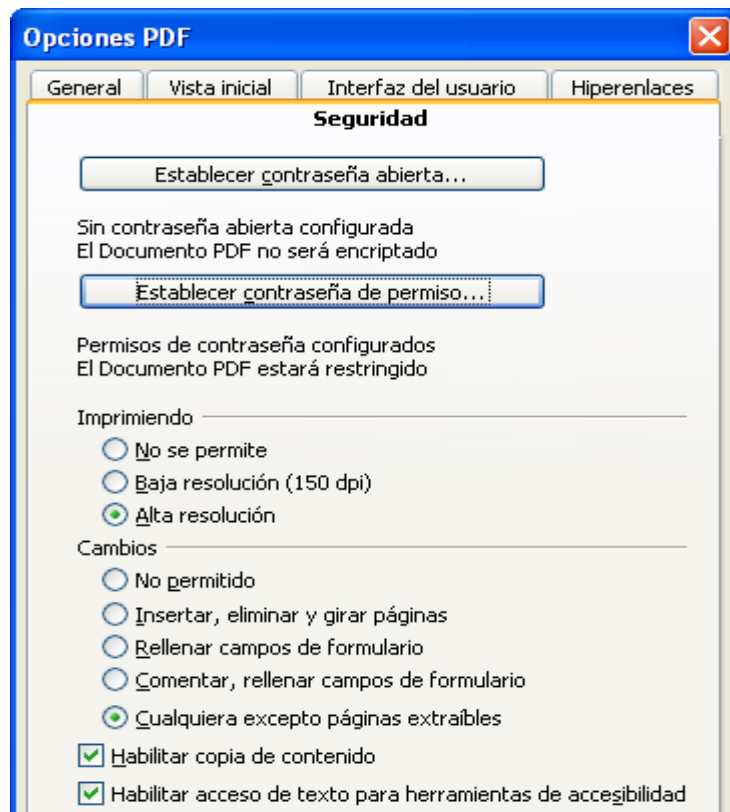 Opciones PDF
General Vista inicial Interfaz del usuario Hiperenlaces
Seguridad
Establecer contraseña abierta...
Sin contraseña abierta configurada
El Documento PDF no será encriptado
Establecer contraseña de permiso...
Permisos de contraseña configurados
El Documento PDF estará restringido
Imprimiendo
No se permite
Baja resolución (150 dpi)
Alta resolución
Cambios
No permitido
Insertar, eliminar y girar páginas
Rellenar campos de formulario
Comentar, rellenar campos de formulario
Cualquiera excepto páginas extraíbles
Habilitar copia de contenido
Habilitar acceso de texto para herramientas de accesibilidad